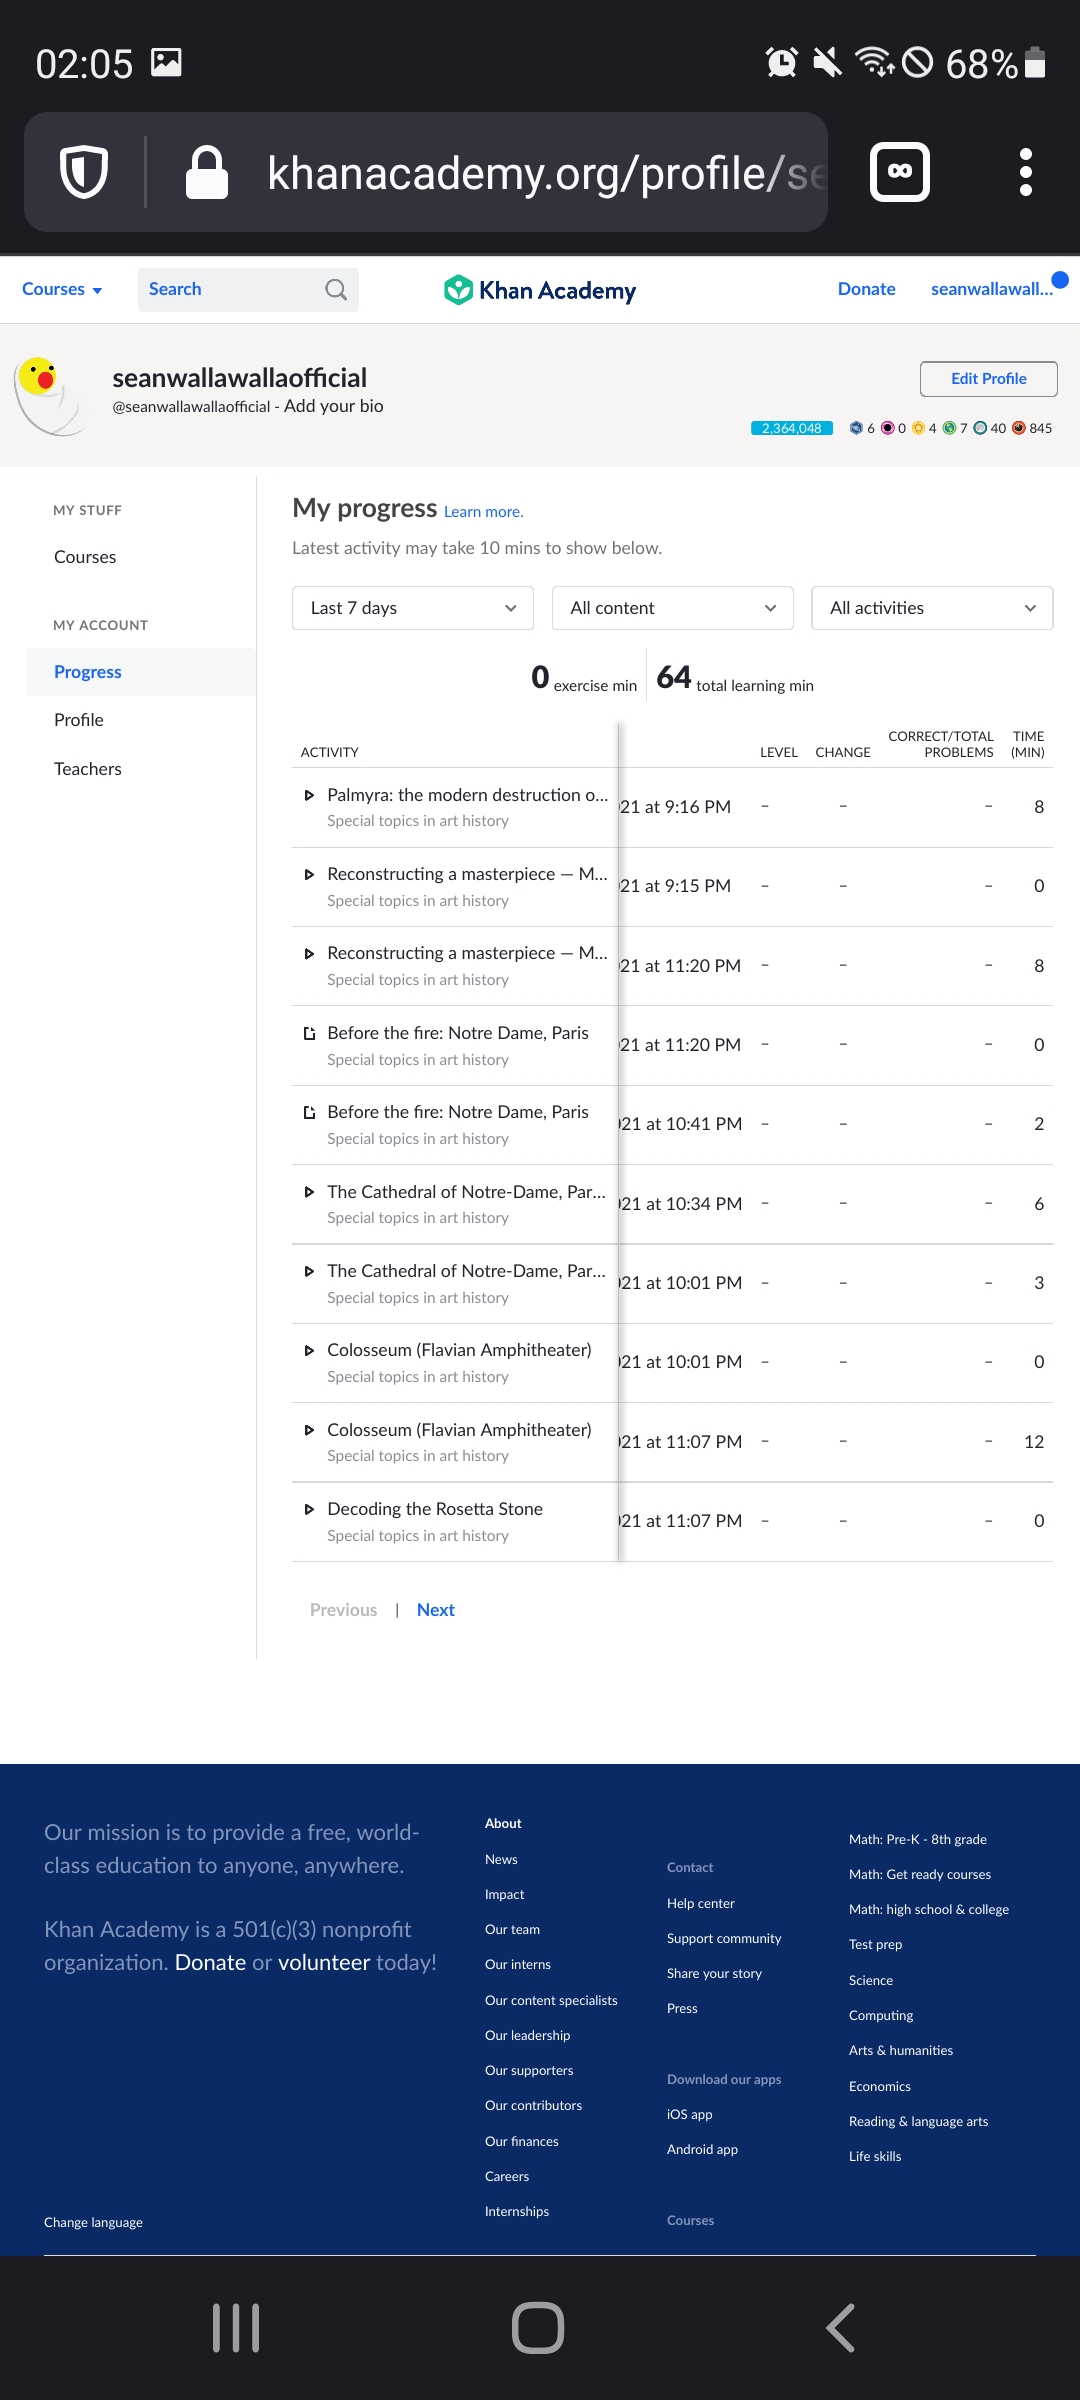 02:05
68%
khanacademy.org/profile/se
Courses
Search
Khan Academy
Donate
seanwallawall...
seanwallawallaofficial
@seanwallawallaofficial - Add your bio
Edit Profile
2,364,048 6 0 4 7 40 845
MY STUFF
Courses
MY ACCOUNT
Progress
Profile
Teachers
My progress Learn more.
Latest activity may take 10 mins to show below.
Last 7 days
All content
All activities
0 exercise min
64 total learning min
ACTIVITY LEVEL CHANGE CORRECT/TOTAL PROBLEMS TIME (MIN)
Palmyra: the modern destruction o... 21 at 9:16 PM – – – 8
Special topics in art history
Reconstructing a masterpiece — M... 21 at 9:15 PM – – – 0
Special topics in art history
Reconstructing a masterpiece — M... 21 at 11:20 PM – – – 8
Special topics in art history
Before the fire: Notre Dame, Paris 21 at 11:20 PM – – – 0
Special topics in art history
Before the fire: Notre Dame, Paris 21 at 10:41 PM – – – 2
Special topics in art history
The Cathedral of Notre-Dame, Par... 21 at 10:34 PM – – – 6
Special topics in art history
The Cathedral of Notre-Dame, Par... 21 at 10:01 PM – – – 3
Special topics in art history
Colosseum (Flavian Amphitheater) 21 at 10:01 PM – – – 0
Special topics in art history
Colosseum (Flavian Amphitheater) 21 at 11:07 PM – – – 12
Special topics in art history
Decoding the Rosetta Stone 21 at 11:07 PM – – – 0
Special topics in art history
Previous | Next
Our mission is to provide a free, world-
class education to anyone, anywhere.
Khan Academy is a 501(c)(3) nonprofit
organization. Donate or volunteer today!
Change language
About
News
Impact
Our team
Our interns
Our content specialists
Our leadership
Our supporters
Our contributors
Our finances
Careers
Internships
Contact
Help center
Support community
Share your story
Press
Download our apps
iOS app
Android app
Courses
Math: Pre-K - 8th grade
Math: Get ready courses
Math: high school & college
Test prep
Science
Computing
Arts & humanities
Economics
Reading & language arts
Life skills